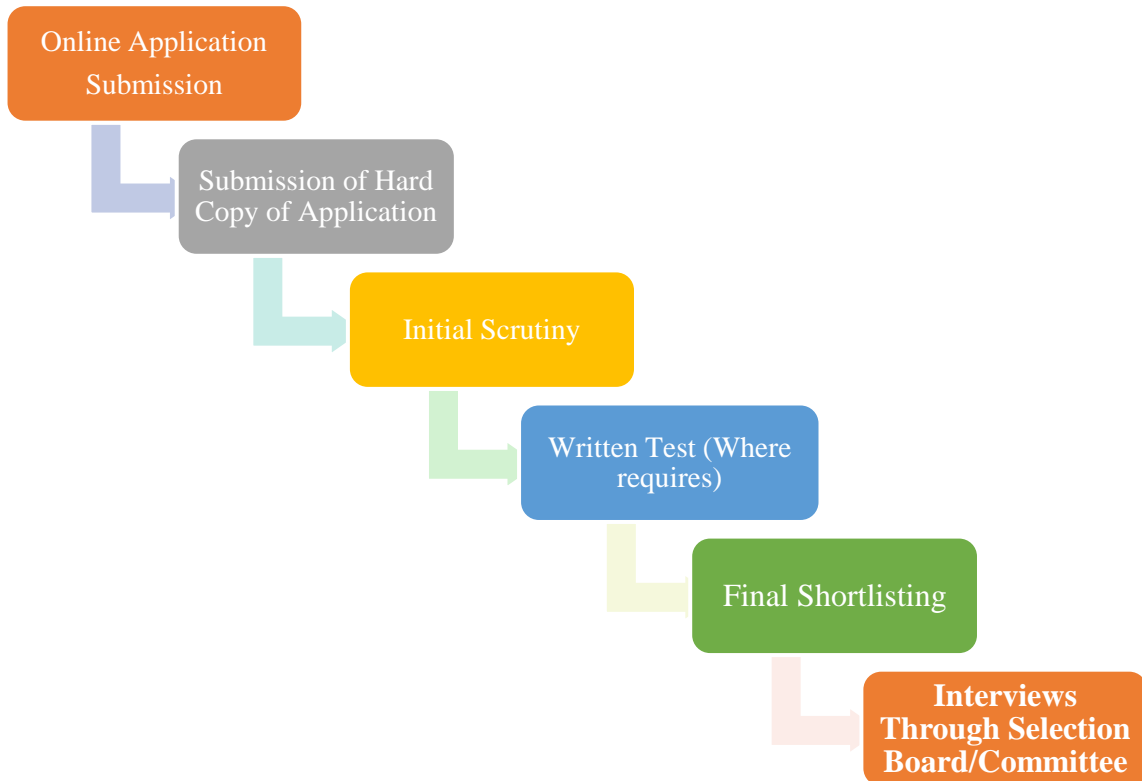 Online Application
Submission
Submission of Hard
Copy of Application
Initial Scrutiny
Written Test (Where
requires)
Final Shortlisting
Interviews
Through Selection
Board/Committee